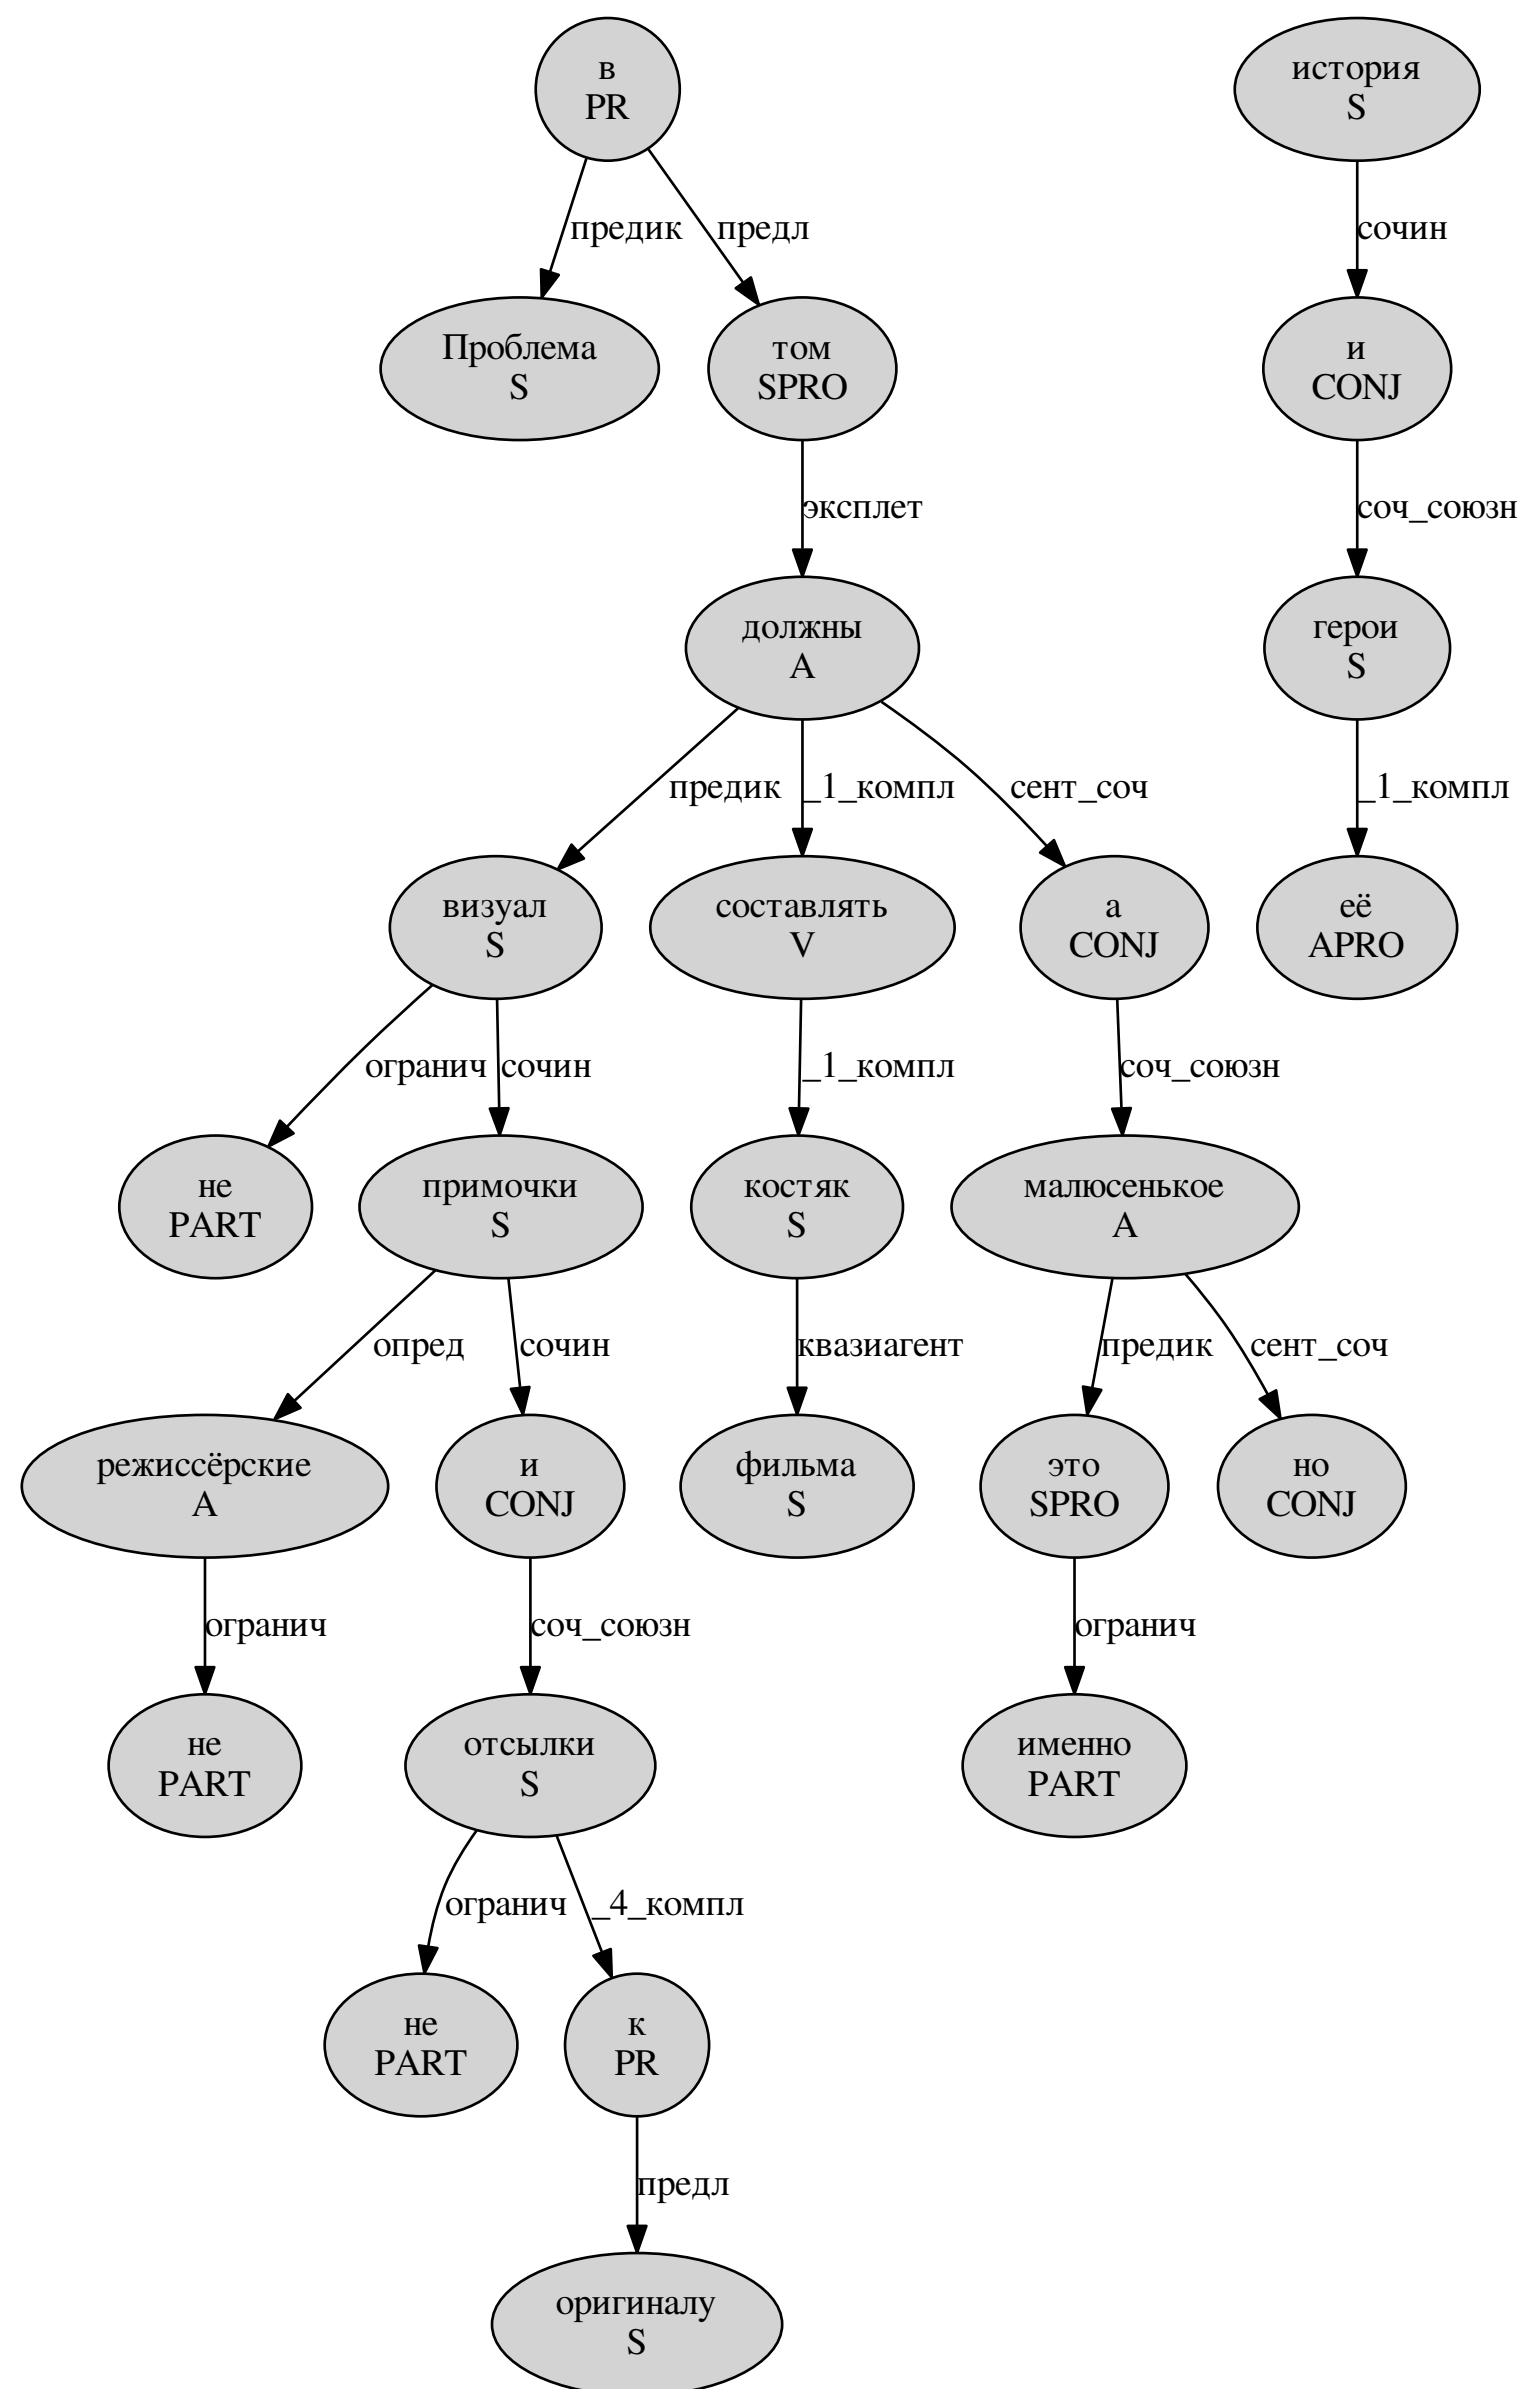 в
PR
история
S
предик
предл
сочин
Проблема
S
том
SPRO
и
CONJ
эксплет
соч_союзн
должны
A
герои
S
предик
_1_компл
сент_соч
_1_компл
визуал
S
составлять
V
а
CONJ
её
APRO
огранич
сочин
_1_компл
соч_союзн
не
PART
примочки
S
костяк
S
малюсенькое
A
опред
сочин
квазиагент
предик
сент_соч
режиссёрские
A
и
CONJ
фильма
S
это
SPRO
но
CONJ
огранич
соч_союзн
огранич
не
PART
отсылки
S
именно
PART
огранич
_4_компл
не
PART
к
PR
предл
оригиналу
S